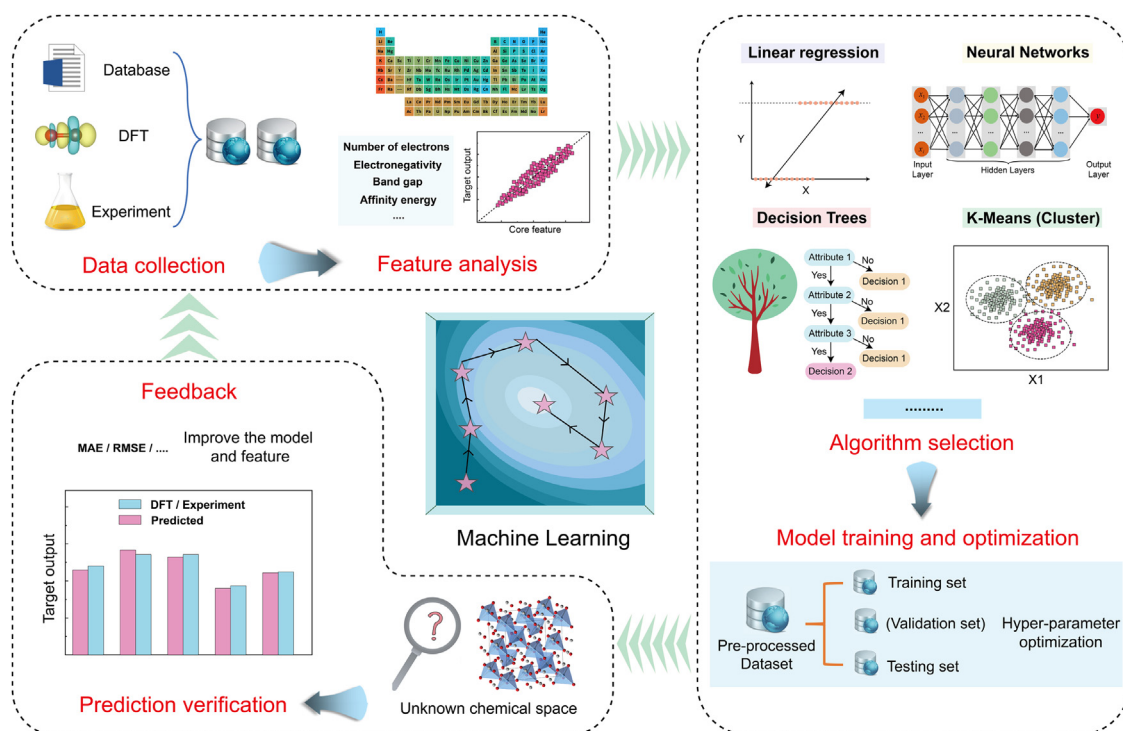 Database
DFT
Experiment
Data collection
Number of electrons
Electronegativity
Band gap
Affinity energy
....
Target output
Core feature
Feature analysis
Linear regression
Y
X
Neural Networks
...
Input
Layer
Hidden Layers
Output
Layer
Decision Trees
Attribute 1
No
Yes
Decision 1
Attribute 2
No
Yes
Decision 1
Attribute 3
No
Yes
Decision 1
Decision 2
K-Means (Cluster)
X2
X1
.........
Algorithm selection
Model training and optimization
Pre-processed
Dataset
Training set
(Validation set)
Testing set
Hyper-parameter
optimization
Machine Learning
Unknown chemical space
?
Prediction verification
Feedback
MAE / RMSE / ....
Improve the model
and feature
DFT / Experiment
Predicted
Target output